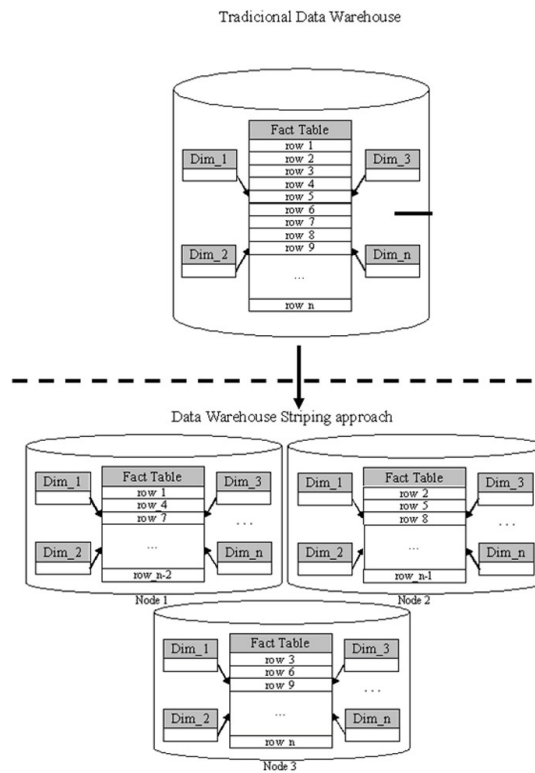 Tradicional Data Warehouse
Fact Table
row 1
row 2
row 3
row 4
row 5
row 6
row 7
row 8
row 9
...
row n
Dim_1
Dim_2
Dim_3
Dim_n
Data Warehouse Striping approach
Dim_1
Dim_2
Fact Table
row 1
row_4
row 7
...
row_n-2
Dim_3
...
Dim_n
Node 1
Dim_1
Dim_2
Fact Table
row 2
row 5
row 8
...
row_n-1
Dim_3
...
Dim_n
Node 2
Dim_1
Dim_2
Fact Table
row 3
row 6
row 9
...
row n
Dim_3
...
Dim_n
Node 3